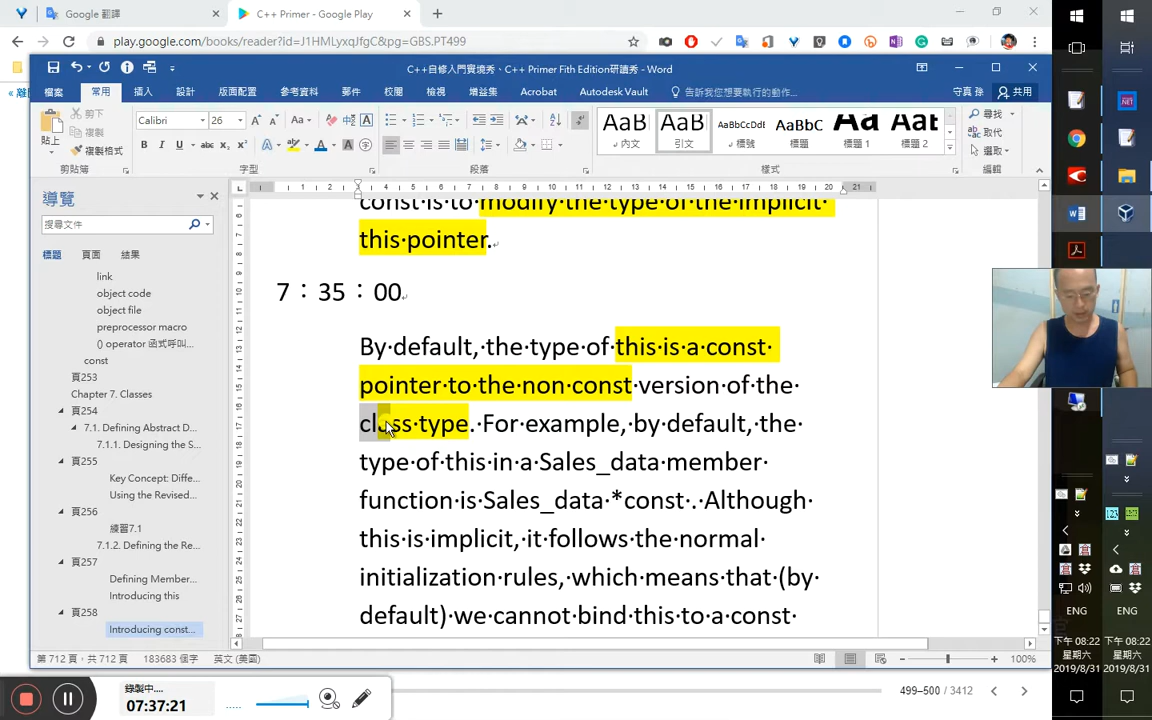 Google 翻譯
C++ Primer - Google Play
play.google.com/books/reader?id=J1HMLyxqJfgC&pg=GBS.PT499
C++自修入門實境秀、C++ Primer Fith Edition研讀秀 - Word
檔案 常用 插入 設計 版面配置 參考資料 郵件 校閱 檢視 增益集 Acrobat Autodesk Vault 告訴我您想要執行的動作... 守真 孫 共用
貼上 剪下 複製 複製格式
Calibri 26
AaB AaB AaBbCcDdE AaBbC Aa Aat
內文 引文 標號 標題 標題 1 標題 2
尋找 取代 選取
剪貼簿 字型 段落 樣式 編輯
導覽
搜尋文件
標題 頁面 結果
link
object code
object file
preprocessor macro
() operator 函式呼叫...
const
頁253
Chapter 7. Classes
頁254
7.1. Defining Abstract D...
7.1.1. Designing the S...
頁255
Key Concept: Diffe...
Using the Revised...
頁256
練習7.1
7.1.2. Defining the Re...
頁257
Defining Member...
Introducing this
頁258
Introducing const...
const is to modify the type of the implicit
this pointer.
7：35：00
By default, the type of this is a const
pointer to the non const version of the
class type. For example, by default, the
type of this in a Sales_data member
function is Sales_data *const . Although
this is implicit, it follows the normal
initialization rules, which means that (by
default) we cannot bind this to a const
第 712 頁，共 712 頁 183683 個字 英文 (美國) 100%
錄製中...
07:37:21
499–500 / 3412
ENG
下午 08:22
星期六
2019/8/31
ENG
下午 08:22
星期六
2019/8/31